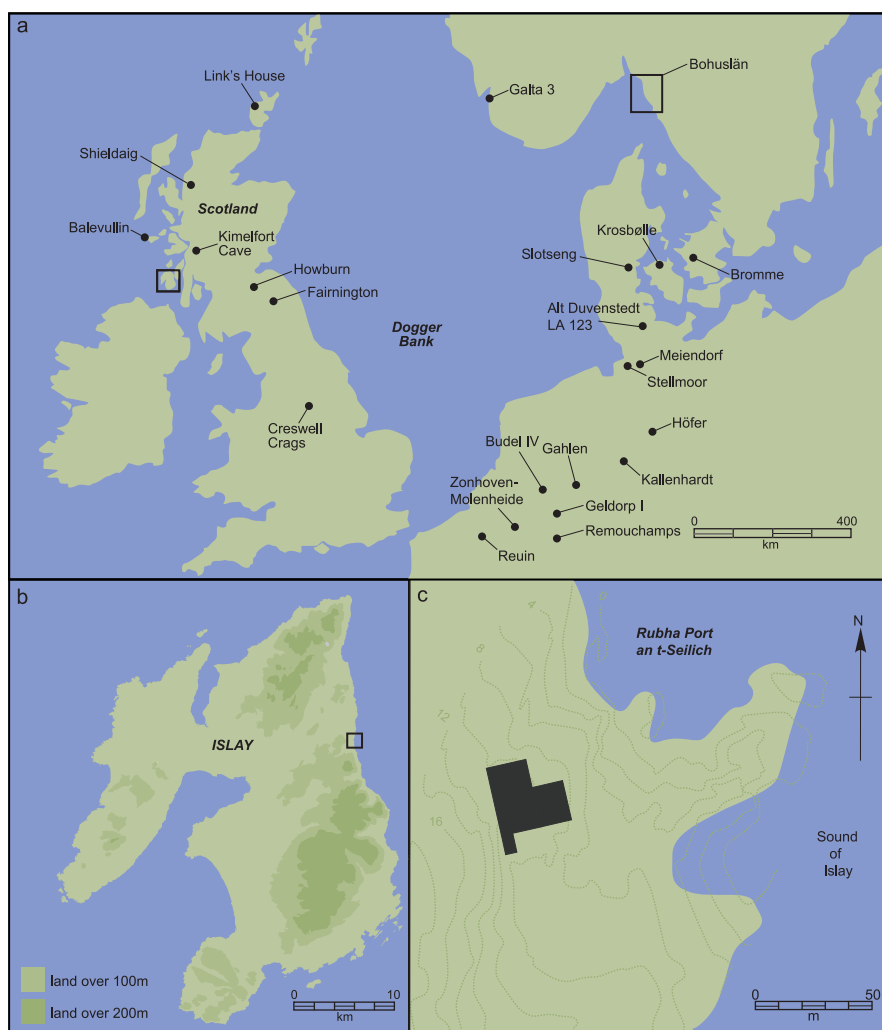 a
Link's House
Galta 3
Bohuslän
Shieldaig
Scotland
Balevullin
Kimelfort
Cave
Krosbølle
Slotseng
Bromme
Howburn
Fairnington
Alt Duvenstedt
LA 123
Dogger
Bank
Meiendorf
Stellmoor
Creswell
Crags
Höfer
Budel IV
Gahlen
Kallenhardt
Zonhoven-
Molenheide
Geldorp I
Remouchamps
Reuin
0 400
km
b
ISLAY
land over 100m
land over 200m
0 10
km
c
0
4
8
12
16
Rubha Port
an t-Seilich
N
Sound
of
Islay
0 50
m